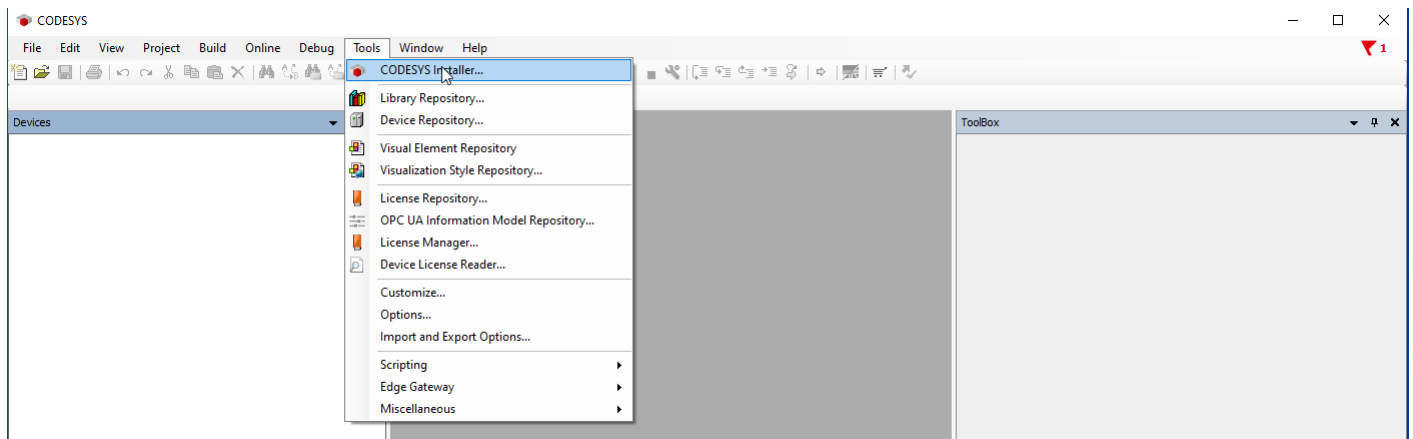 CODESYS
File Edit View Project Build Online Debug Tools Window Help
1
CODESYS Installer...
Library Repository...
Device Repository...
Visual Element Repository
Visualization Style Repository...
License Repository...
OPC UA Information Model Repository...
License Manager...
Device License Reader...
Customize...
Options...
Import and Export Options...
Scripting
Edge Gateway
Miscellaneous
Devices
ToolBox